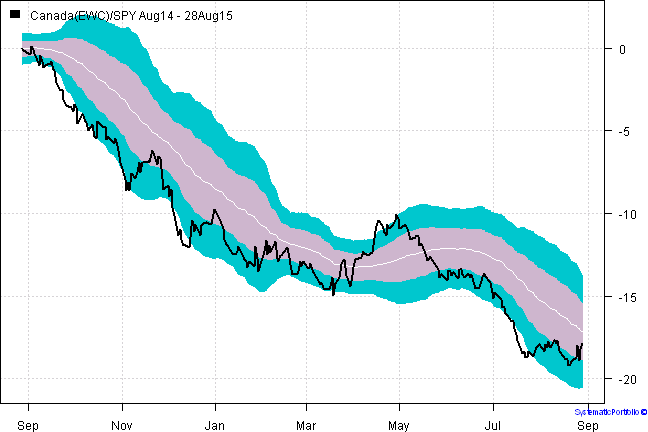 Canada(EWC)/SPY Aug14 - 28Aug15
0
-5
-10
-15
-20
Sep Nov Jan Mar May Jul Sep
SystematicPortfolio ©